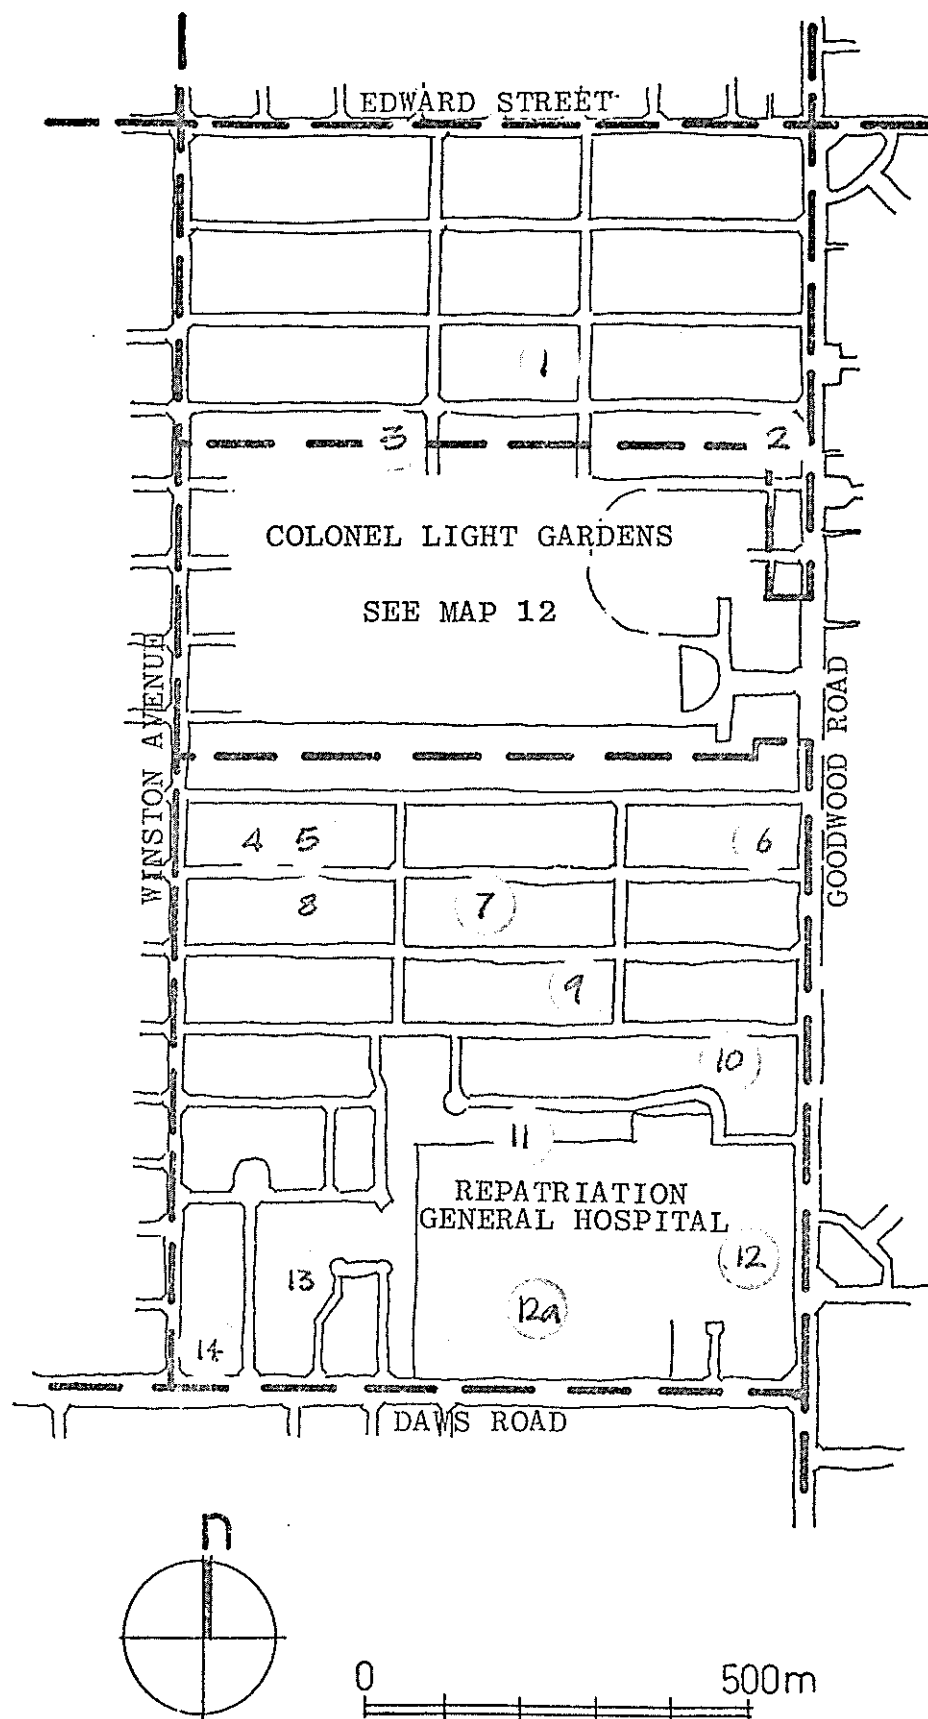 EDWARD STREET
1
3
2
COLONEL LIGHT GARDENS
SEE MAP 12
WINSTON AVENUE
GOODWOOD ROAD
4 5
6
8
7
9
10
11
REPATRIATION
GENERAL HOSPITAL
12
13
12a
14
DAWS ROAD
n
0 500m